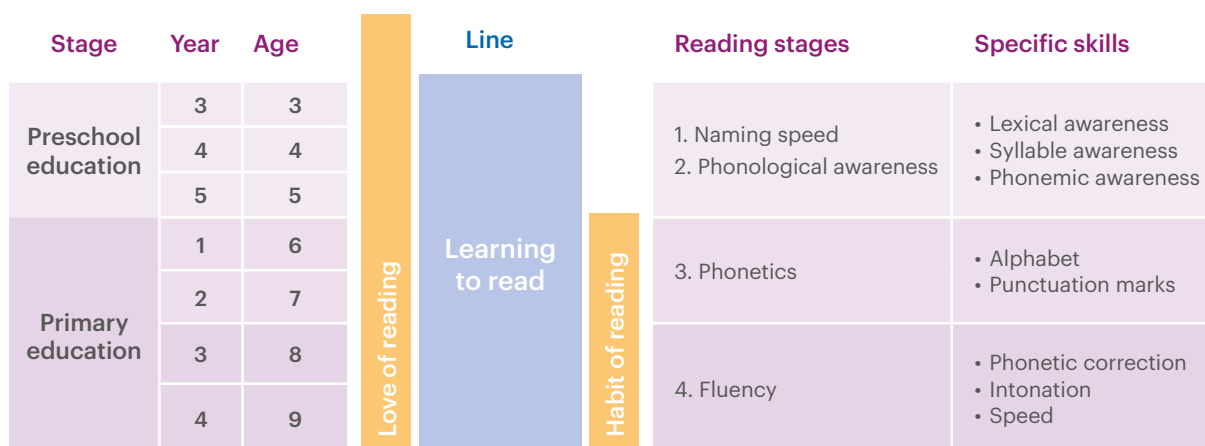 Stage Year Age Line Reading stages Specific skills
Preschool
education
3 3
4 4
5 5
Primary
education
1 6
2 7
3 8
4 9
Love of reading
Learning
to read
Habit of reading
1. Naming speed
2. Phonological awareness
• Lexical awareness
• Syllable awareness
• Phonemic awareness
3. Phonetics
• Alphabet
• Punctuation marks
4. Fluency
• Phonetic correction
• Intonation
• Speed